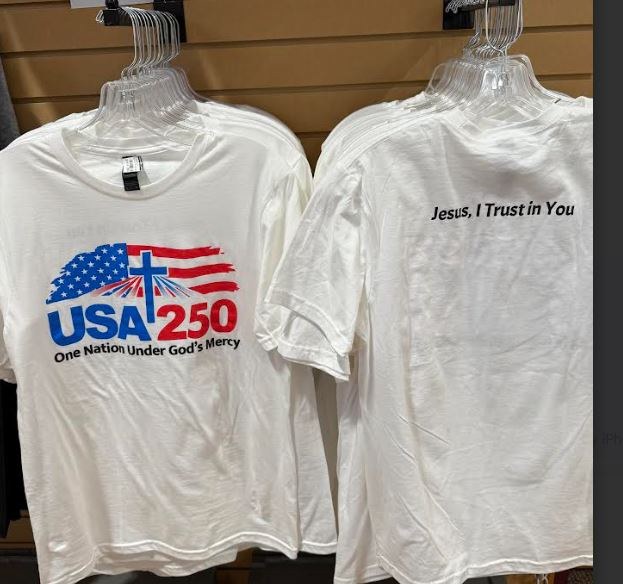 USA 250
One Nation Under God's Mercy
Jesus, I Trust in You